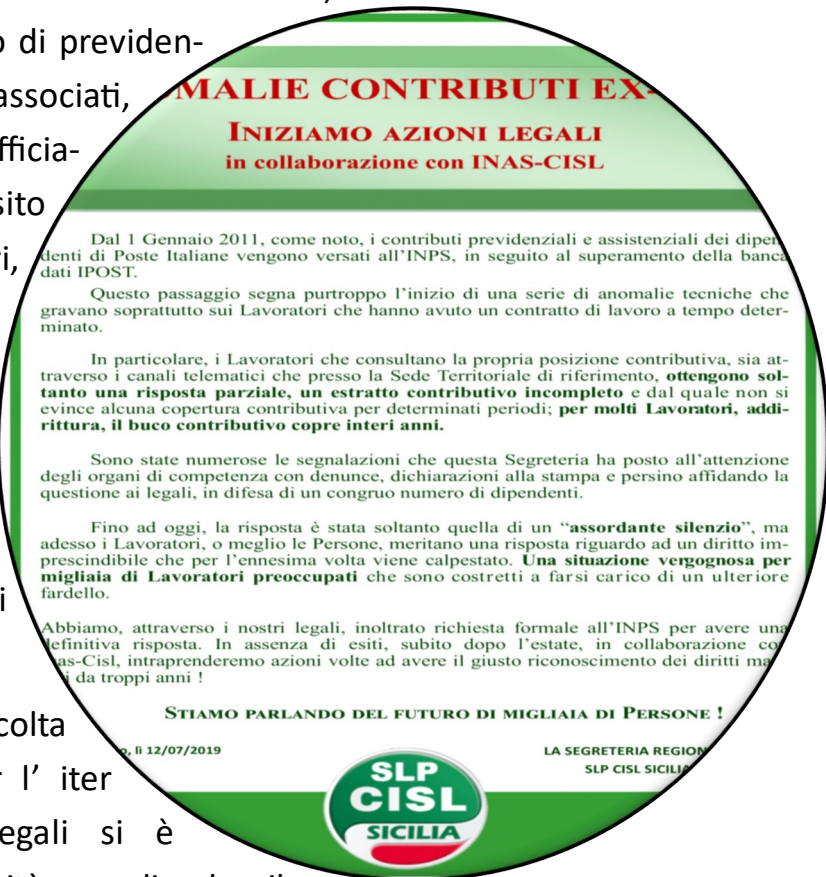 o di previden-
associati,
fficia-
sito
ri,
i
colta
r l' iter
egali si è
MALIE CONTRIBUTI EX-
INIZIAMO AZIONI LEGALI
in collaborazione con INAS-CISL
Dal 1 Gennaio 2011, come noto, i contributi previdenziali e assistenziali dei dipen
denti di Poste Italiane vengono versati all'INPS, in seguito al superamento della banca
dati IPOST.
Questo passaggio segna purtroppo l'inizio di una serie di anomalie tecniche che
gravano soprattutto sui Lavoratori che hanno avuto un contratto di lavoro a tempo deter-
minato.
In particolare, i Lavoratori che consultano la propria posizione contributiva, sia at-
traverso i canali telematici che presso la Sede Territoriale di riferimento, ottengono sol-
tanto una risposta parziale, un estratto contributivo incompleto e dal quale non si
evince alcuna copertura contributiva per determinati periodi; per molti Lavoratori, addi-
rittura, il buco contributivo copre interi anni.
Sono state numerose le segnalazioni che questa Segreteria ha posto all'attenzione
degli organi di competenza con denunce, dichiarazioni alla stampa e persino affidando la
questione ai legali, in difesa di un congruo numero di dipendenti.
Fino ad oggi, la risposta è stata soltanto quella di un “assordante silenzio”, ma
adesso i Lavoratori, o meglio le Persone, meritano una risposta riguardo ad un diritto im-
prescindibile che per l'ennesima volta viene calpestato. Una situazione vergognosa per
migliaia di Lavoratori preoccupati che sono costretti a farsi carico di un ulteriore
fardello.
Abbiamo, attraverso i nostri legali, inoltrato richiesta formale all'INPS per avere una
definitiva risposta. In assenza di esiti, subito dopo l'estate, in collaborazione co
as-Cisl, intraprenderemo azioni volte ad avere il giusto riconoscimento dei diritti ma
i da troppi anni !
STIAMO PARLANDO DEL FUTURO DI MIGLIAIA DI PERSONE !
o, lì 12/07/2019
LA SEGRETERIA REGION
SLP CISL SICILIA
SLP
CISL
SICILIA